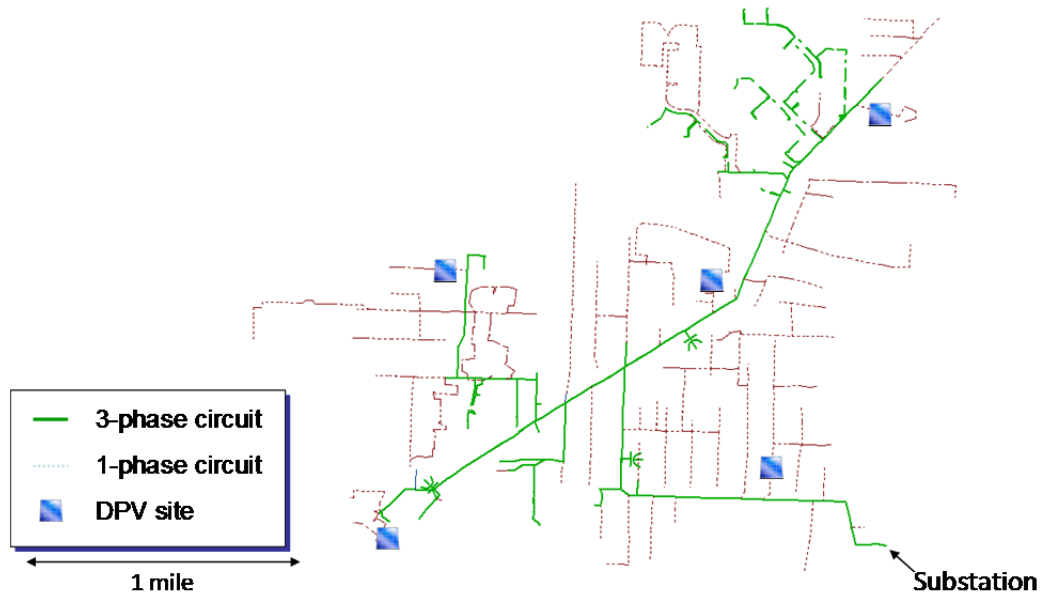 3-phase circuit
1-phase circuit
DPV site
1 mile
Substation